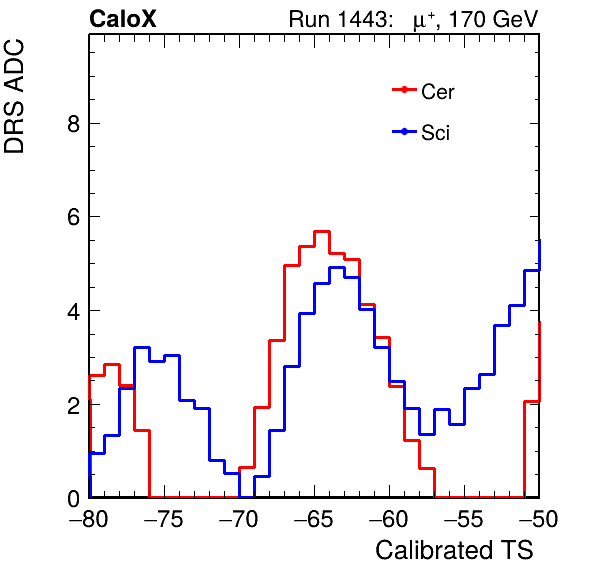 CaloX Run 1443: μ⁺, 170 GeV
DRS ADC
Cer
Sci
8
6
4
2
0
−80 −75 −70 −65 −60 −55 −50
Calibrated TS